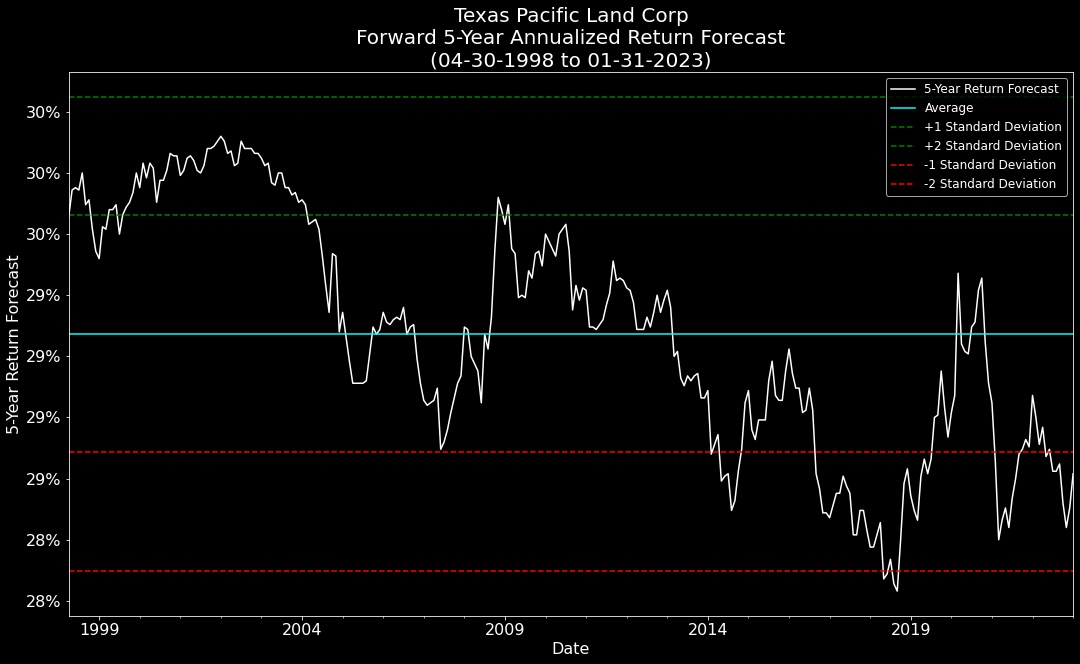 Texas Pacific Land Corp
Forward 5-Year Annualized Return Forecast
(04-30-1998 to 01-31-2023)
5-Year Return Forecast
Average
+1 Standard Deviation
+2 Standard Deviation
-1 Standard Deviation
-2 Standard Deviation
30%
30%
30%
29%
29%
29%
29%
28%
28%
5-Year Return Forecast
1999 2004 2009 2014 2019
Date